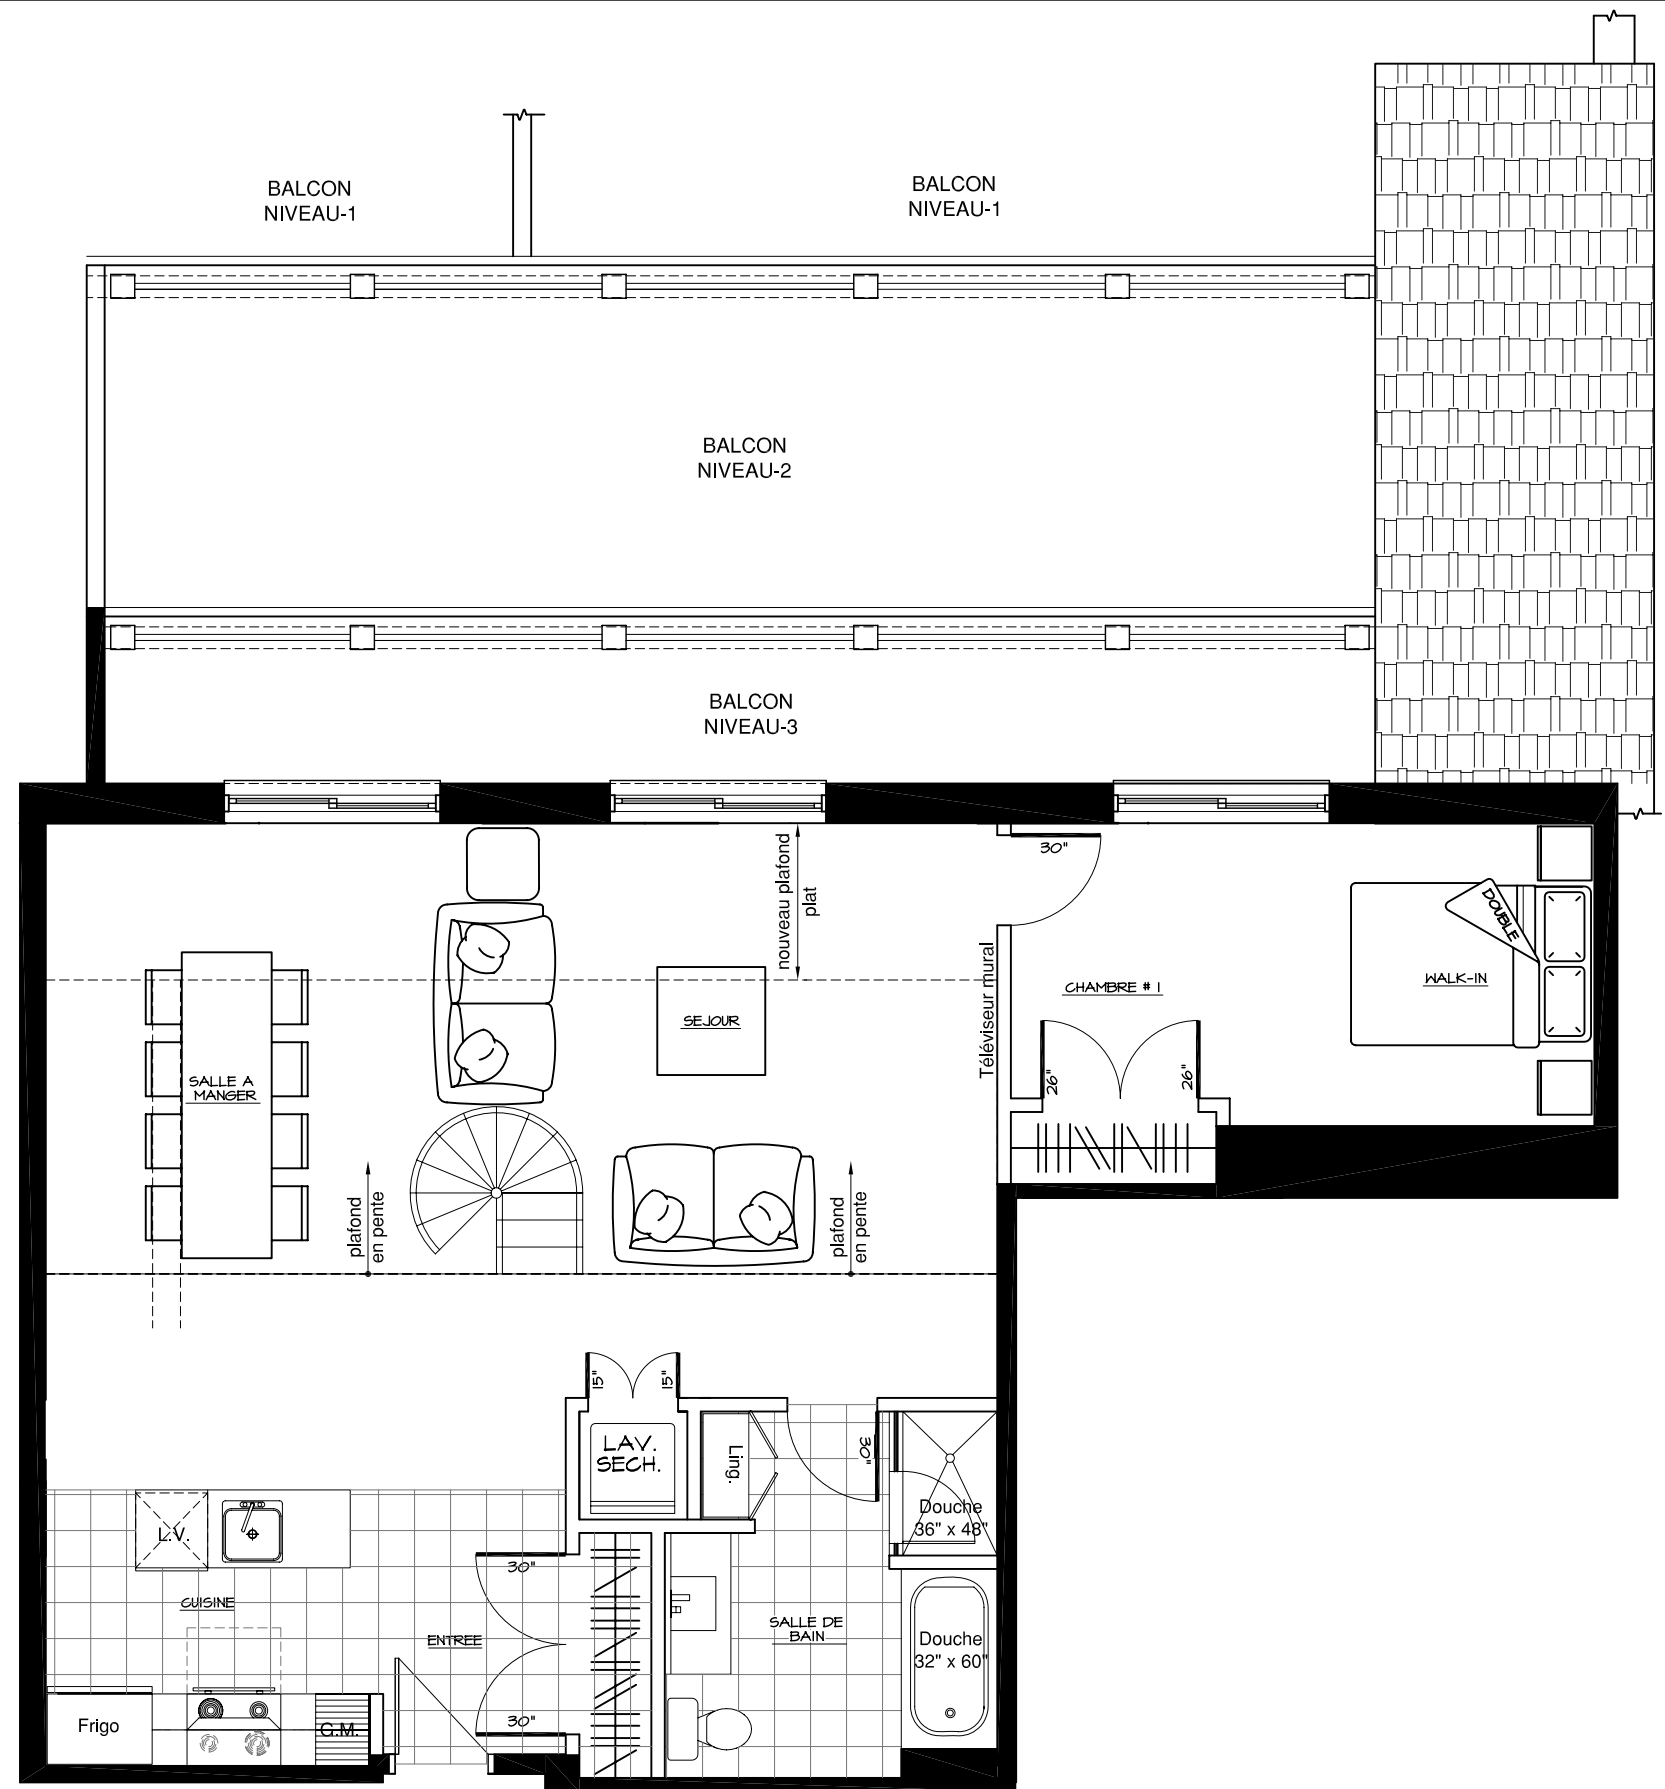 BALCON
NIVEAU-1
BALCON
NIVEAU-1
BALCON
NIVEAU-2
BALCON
NIVEAU-3
nouveau plafond
plat
30"
DOUBLE
WALK-IN
CHAMBRE # 1
Téléviseur mural
SEJOUR
SALLE A
MANGER
26"
26"
plafond
en pente
plafond
en pente
15"
15"
LAV.
SECH.
Ling.
30"
Douche
36" x 48"
L.V.
30"
CUISINE
ENTREE
SALLE DE
BAIN
Douche
32" x 60"
Frigo
G.M.
30"